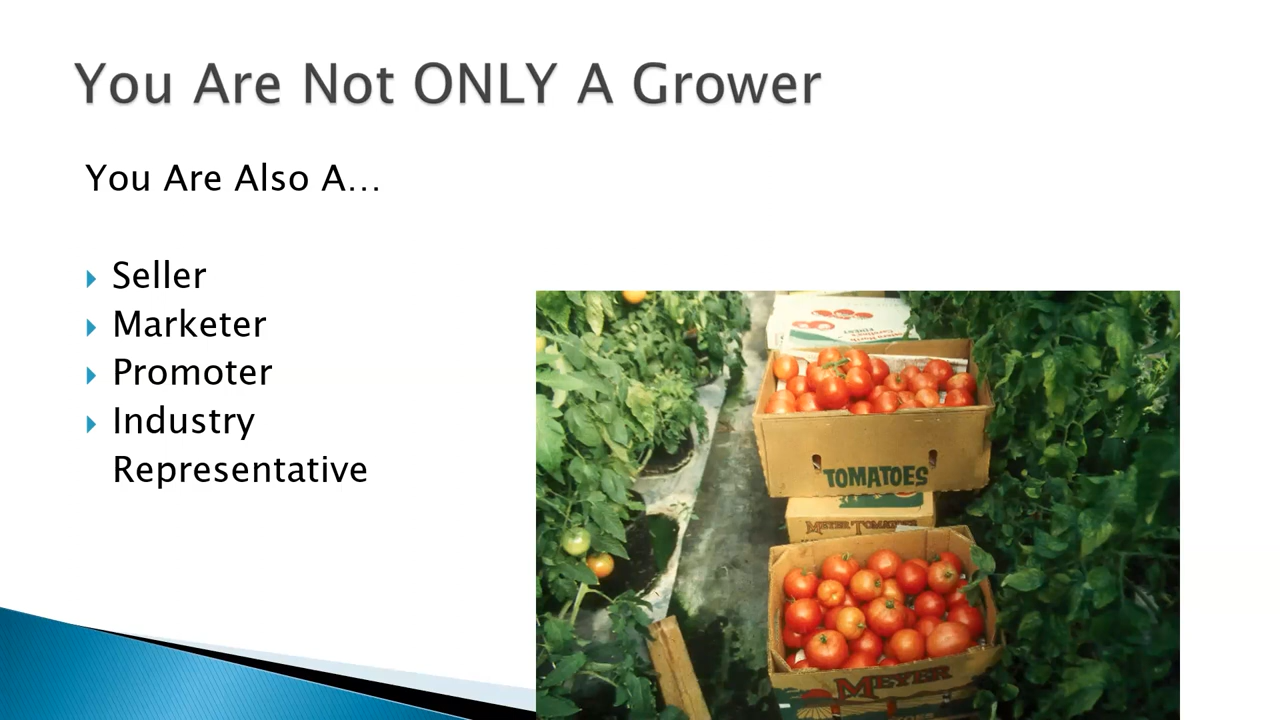 You Are Not ONLY A Grower
You Are Also A...
Seller
Marketer
Promoter
Industry
Representative
TOMATOES
MEYER TOMATOES
MEYER